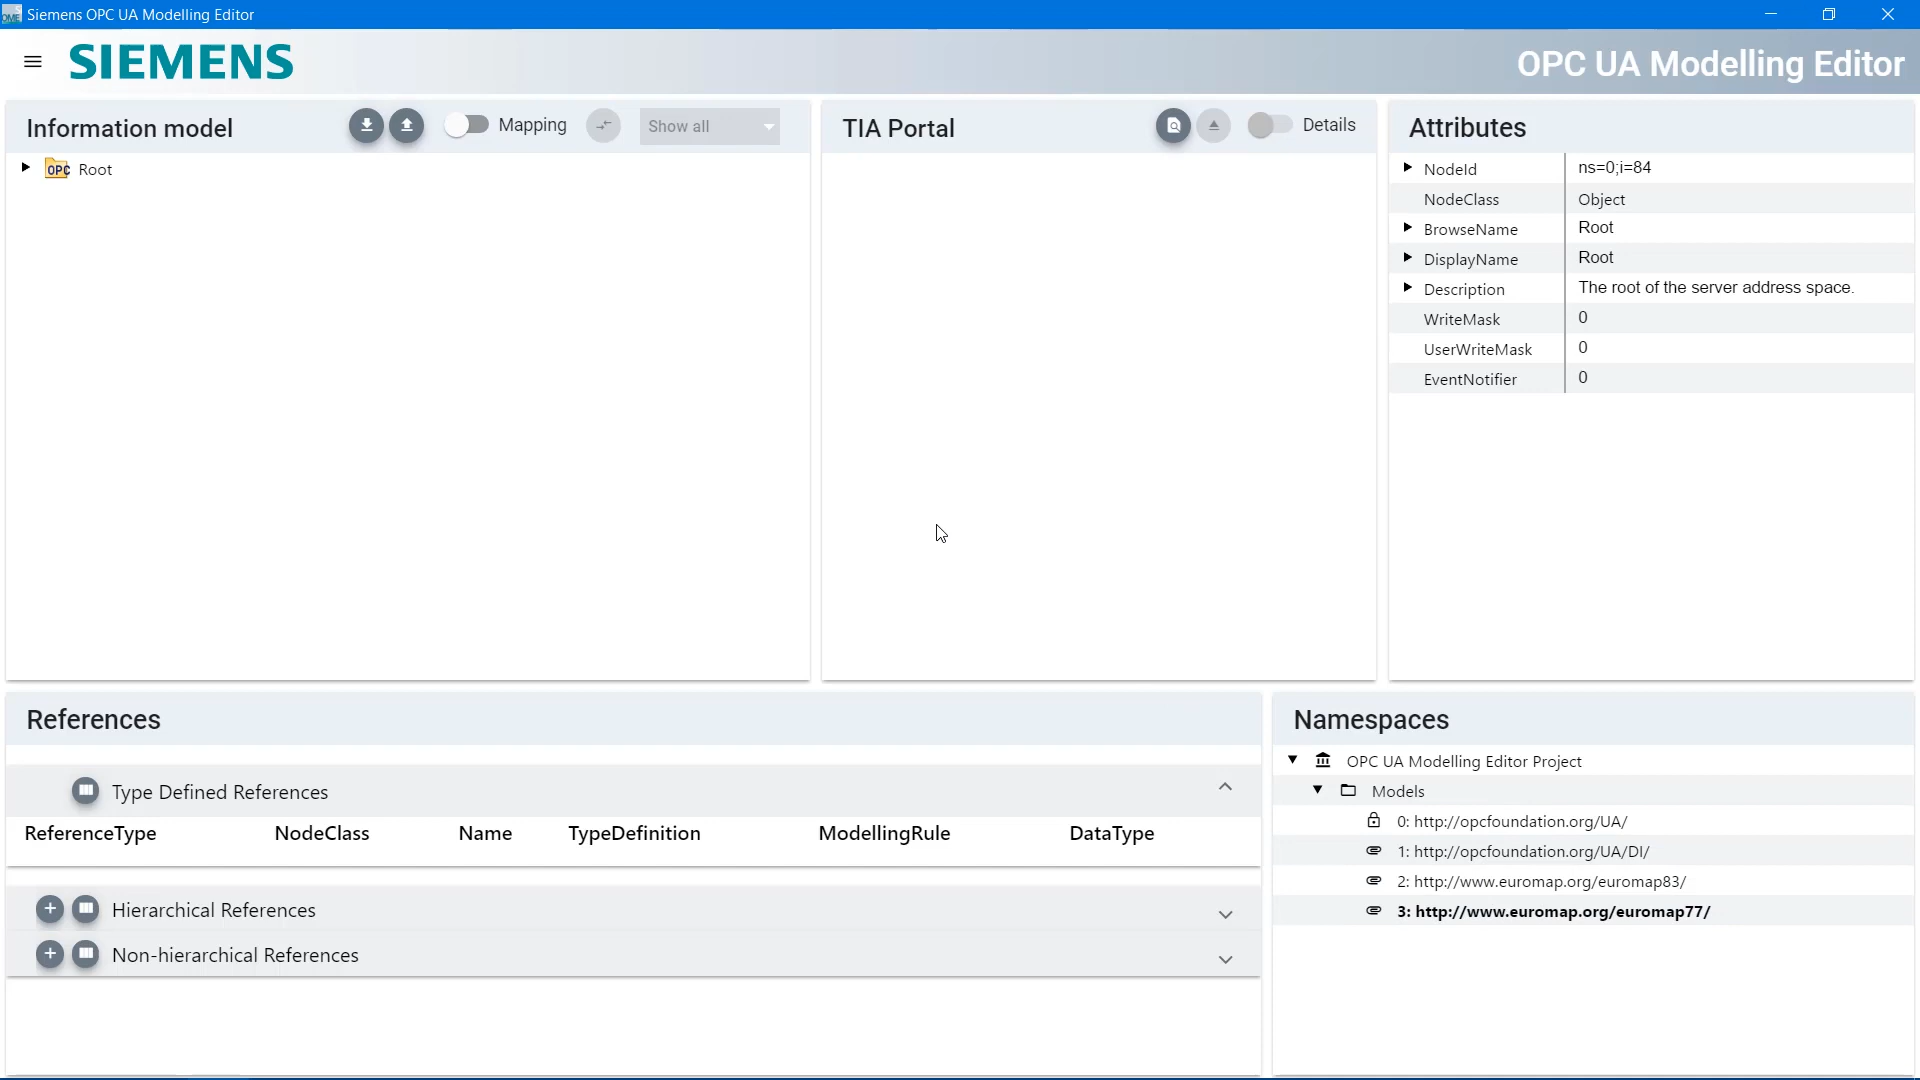 Siemens OPC UA Modelling Editor
SIEMENS
OPC UA Modelling Editor
Information model
Mapping
Show all
TIA Portal
Details
Attributes
OPC Root
NodeId ns=0;i=84
NodeClass Object
BrowseName Root
DisplayName Root
Description The root of the server address space.
WriteMask 0
UserWriteMask 0
EventNotifier 0
References
Type Defined References
ReferenceType NodeClass Name TypeDefinition ModellingRule DataType
Hierarchical References
Non-hierarchical References
Namespaces
OPC UA Modelling Editor Project
Models
0: http://opcfoundation.org/UA/
1: http://opcfoundation.org/UA/DI/
2: http://www.euromap.org/euromap83/
3: http://www.euromap.org/euromap77/